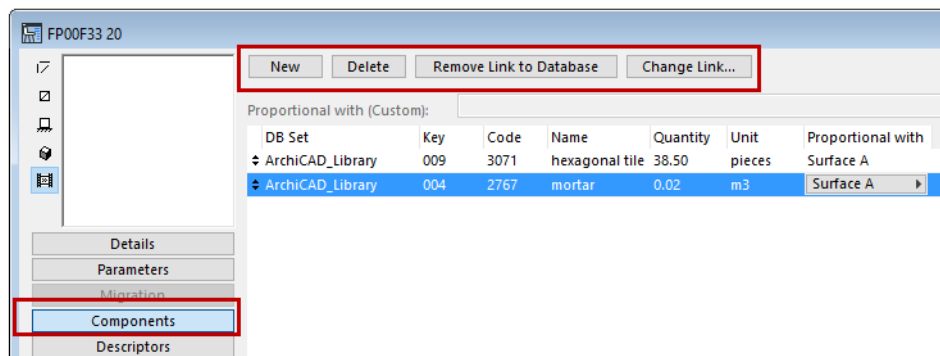 FP00F33 20
New Delete Remove Link to Database Change Link...
Proportional with (Custom):
DB Set Key Code Name Quantity Unit Proportional with
ArchiCAD_Library 009 3071 hexagonal tile 38.50 pieces Surface A
ArchiCAD_Library 004 2767 mortar 0.02 m3 Surface A
Details
Parameters
Migration
Components
Descriptors